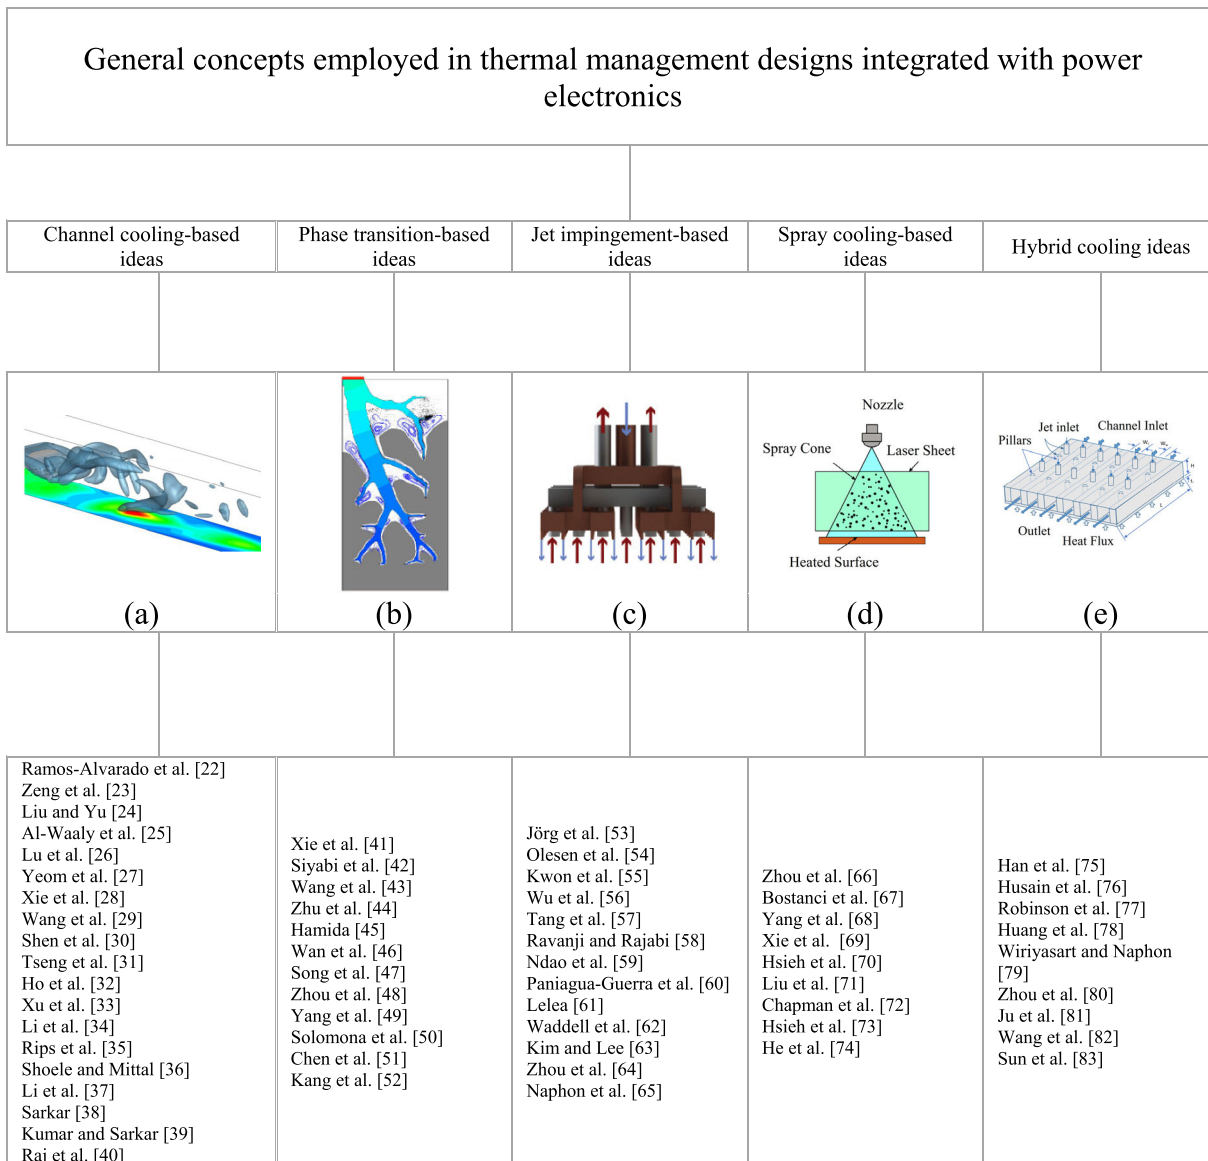 General concepts employed in thermal management designs integrated with power
electronics
Channel cooling-based
ideas
Phase transition-based
ideas
Jet impingement-based
ideas
Spray cooling-based
ideas
Hybrid cooling ideas
(a)
(b)
(c)
Nozzle
Spray Cone
Laser Sheet
Heated Surface
(d)
Jet inlet
Channel Inlet
Pillars
Outlet
Heat Flux
(e)
Ramos-Alvarado et al. [22]
Zeng et al. [23]
Liu and Yu [24]
Al-Waaly et al. [25]
Lu et al. [26]
Yeom et al. [27]
Xie et al. [28]
Wang et al. [29]
Shen et al. [30]
Tseng et al. [31]
Ho et al. [32]
Xu et al. [33]
Li et al. [34]
Rips et al. [35]
Shoele and Mittal [36]
Li et al. [37]
Sarkar [38]
Kumar and Sarkar [39]
Raj et al. [40]
Xie et al. [41]
Siyabi et al. [42]
Wang et al. [43]
Zhu et al. [44]
Hamida [45]
Wan et al. [46]
Song et al. [47]
Zhou et al. [48]
Yang et al. [49]
Solomona et al. [50]
Chen et al. [51]
Kang et al. [52]
Jörg et al. [53]
Olesen et al. [54]
Kwon et al. [55]
Wu et al. [56]
Tang et al. [57]
Ravanji and Rajabi [58]
Ndao et al. [59]
Paniagua-Guerra et al. [60]
Lelea [61]
Waddell et al. [62]
Kim and Lee [63]
Zhou et al. [64]
Naphon et al. [65]
Zhou et al. [66]
Bostanci et al. [67]
Yang et al. [68]
Xie et al. [69]
Hsieh et al. [70]
Liu et al. [71]
Chapman et al. [72]
Hsieh et al. [73]
He et al. [74]
Han et al. [75]
Husain et al. [76]
Robinson et al. [77]
Huang et al. [78]
Wiriyasart and Naphon
[79]
Zhou et al. [80]
Ju et al. [81]
Wang et al. [82]
Sun et al. [83]